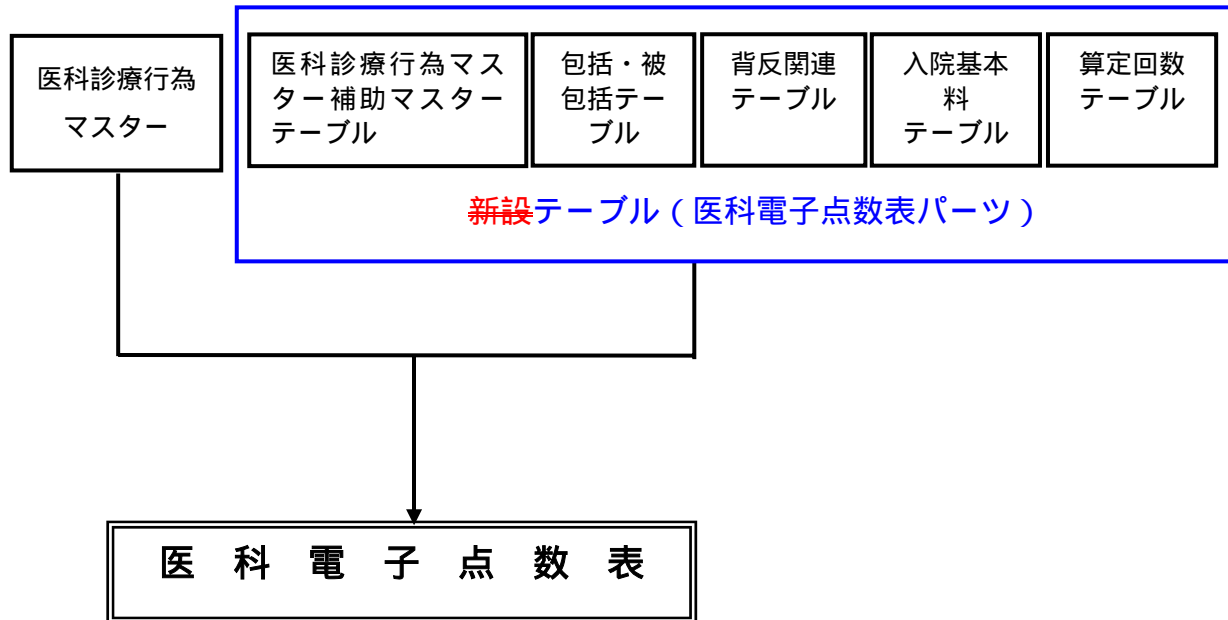 医科診療行為
マスター
医科診療行為マス
ター補助マスター
テーブル
包括・被
包括テー
ブル
背反関連
テーブル
入院基本
料
テーブル
算定回数
テーブル
新設テーブル（医科電子点数表パーツ）
医科電子点数表